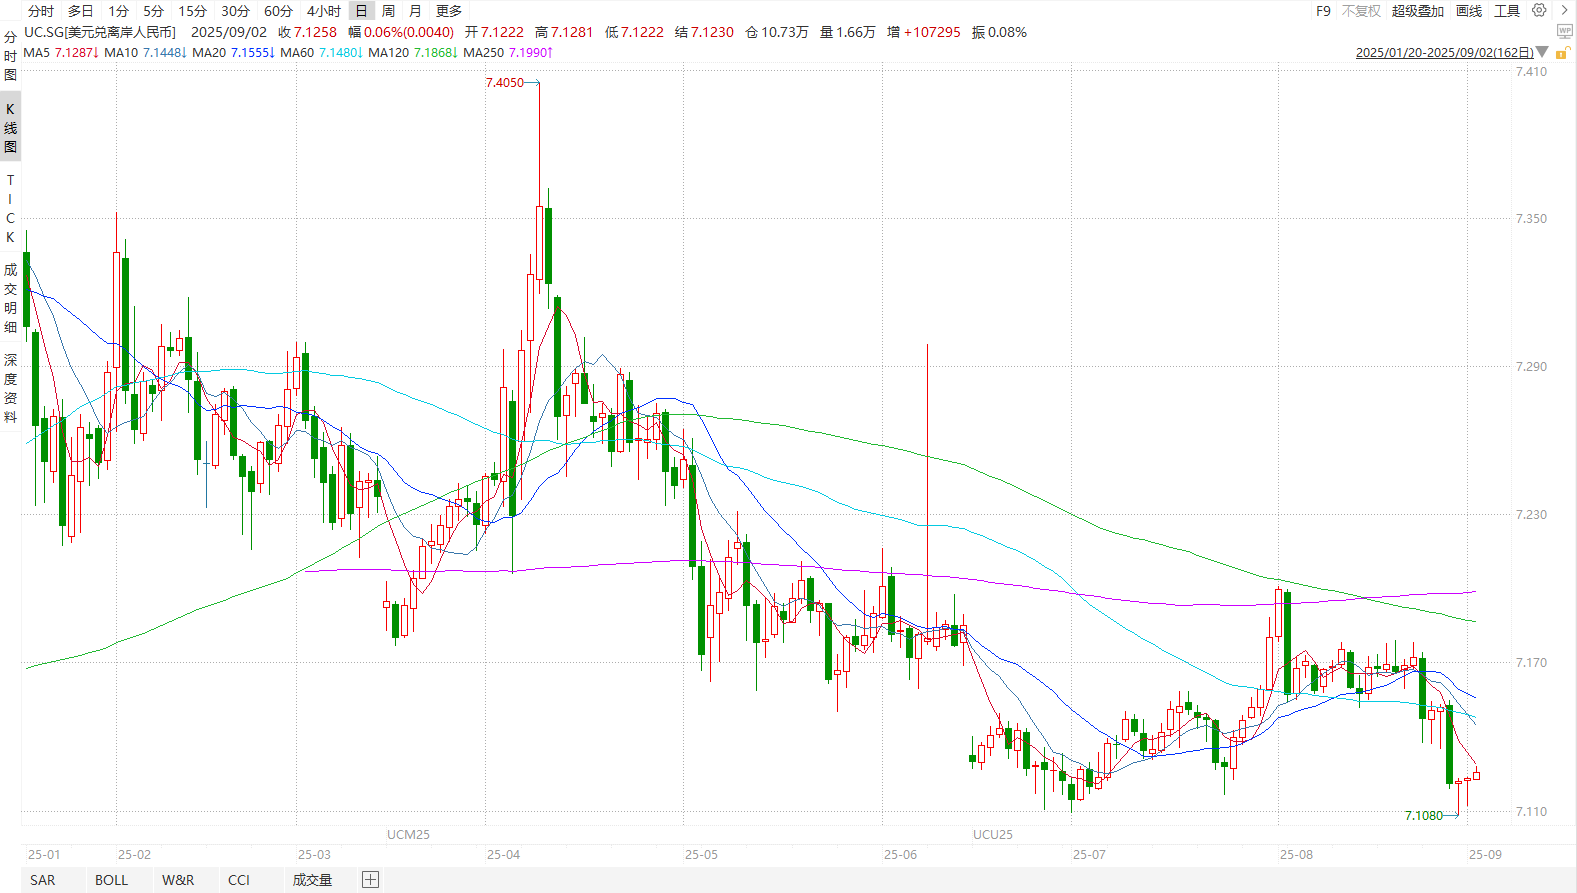 分时 多日 1分 5分 15分 30分 60分 4小时 日 周 月 更多 F9 不复权 超级叠加 画线 工具
UC.SG[美元兑离岸人民币] 2025/09/02 收 7.1258 幅 0.06%(0.0040) 开 7.1222 高 7.1281 低 7.1222 结 7.1230 仓 10.73万 量 1.66万 增 +107295 振 0.08%
MA5 7.1287↓ MA10 7.1448↓ MA20 7.1555↓ MA60 7.1480↓ MA120 7.1868↓ MA250 7.1990↑ 2025/01/20-2025/09/02(162日)
WP
分时图
K线图
TICK
成交明细
深度资料
7.410
7.4050
7.350
7.290
7.230
7.170
7.110
7.1080
UCM25 UCU25
25-01 25-02 25-03 25-04 25-05 25-06 25-07 25-08 25-09
SAR BOLL W&R CCI 成交量